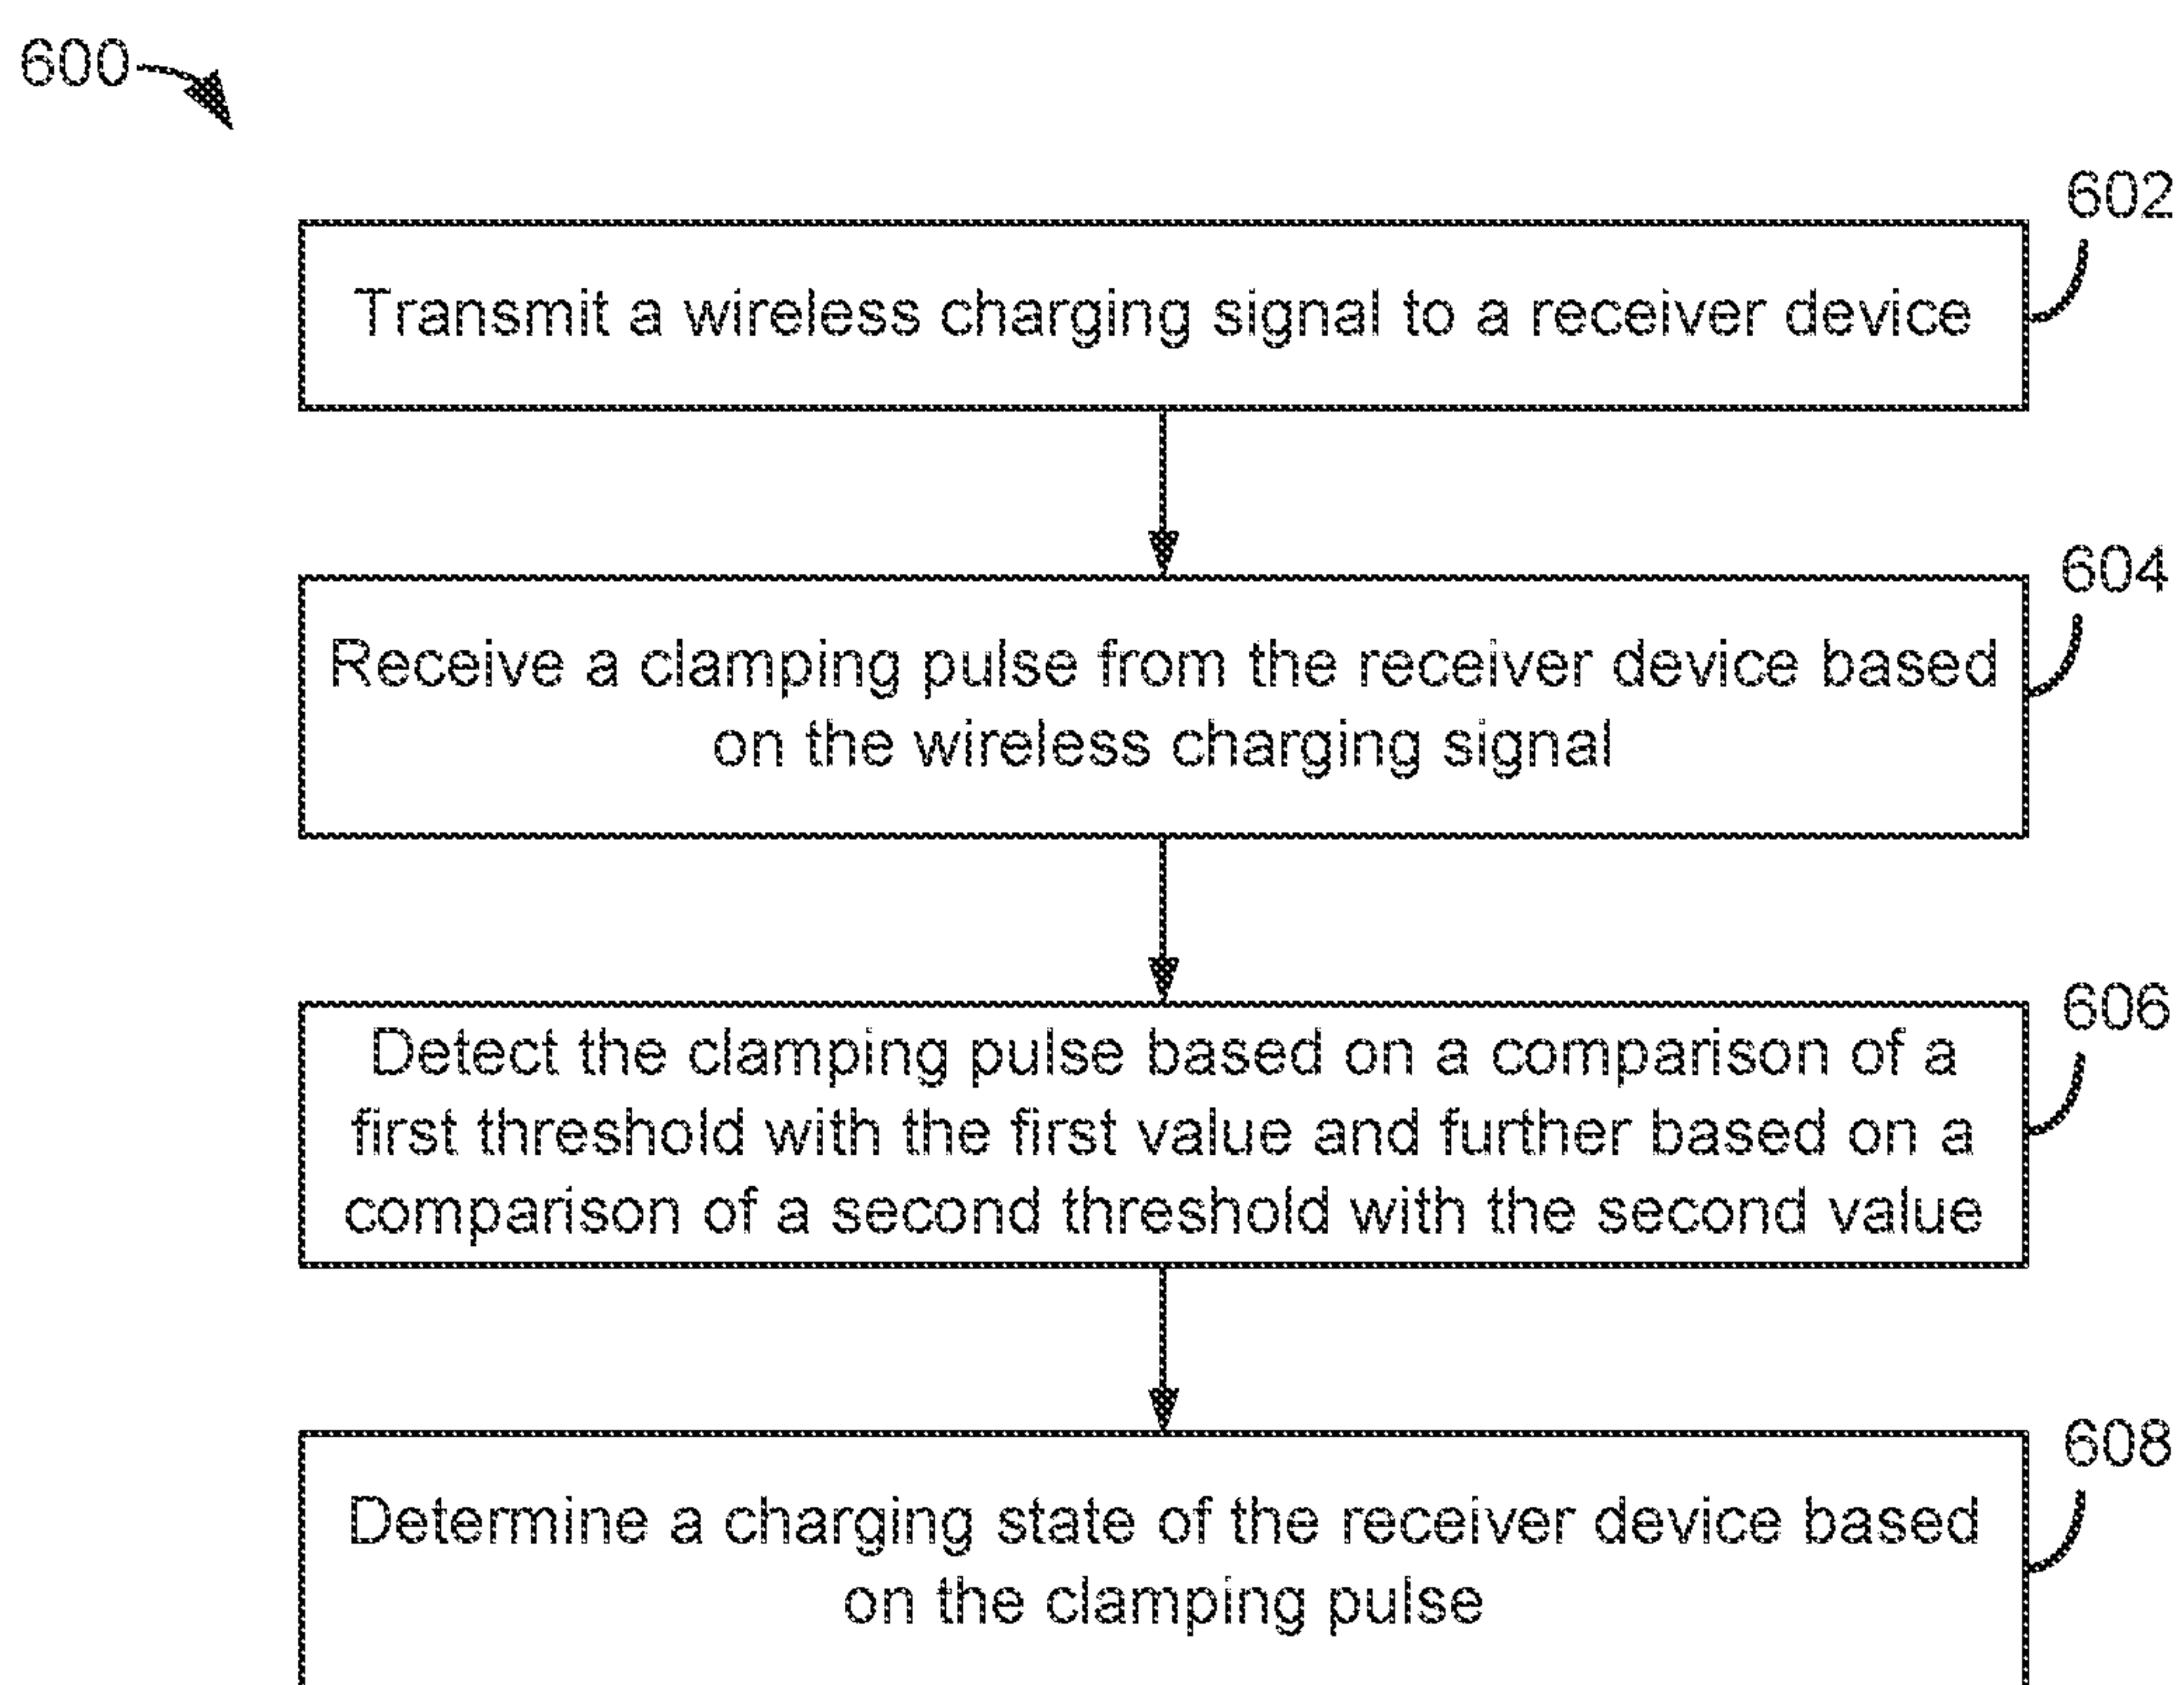 600
602
Transmit a wireless charging signal to a receiver device
604
Receive a clamping pulse from the receiver device based
on the wireless charging signal
606
Detect the clamping pulse based on a comparison of a
first threshold with the first value and further based on a
comparison of a second threshold with the second value
608
Determine a charging state of the receiver device based
on the clamping pulse